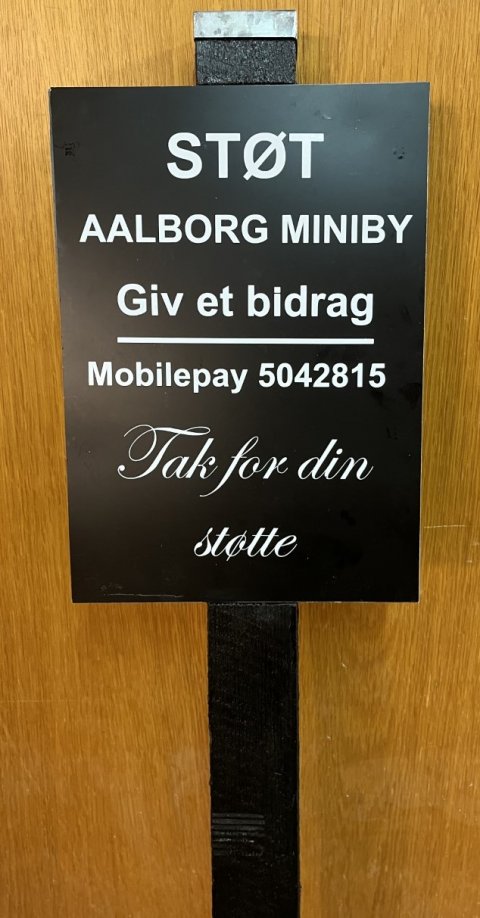 STØT
AALBORG MINIBY
Giv et bidrag
Mobilepay 5042815
Tak for din
støtte